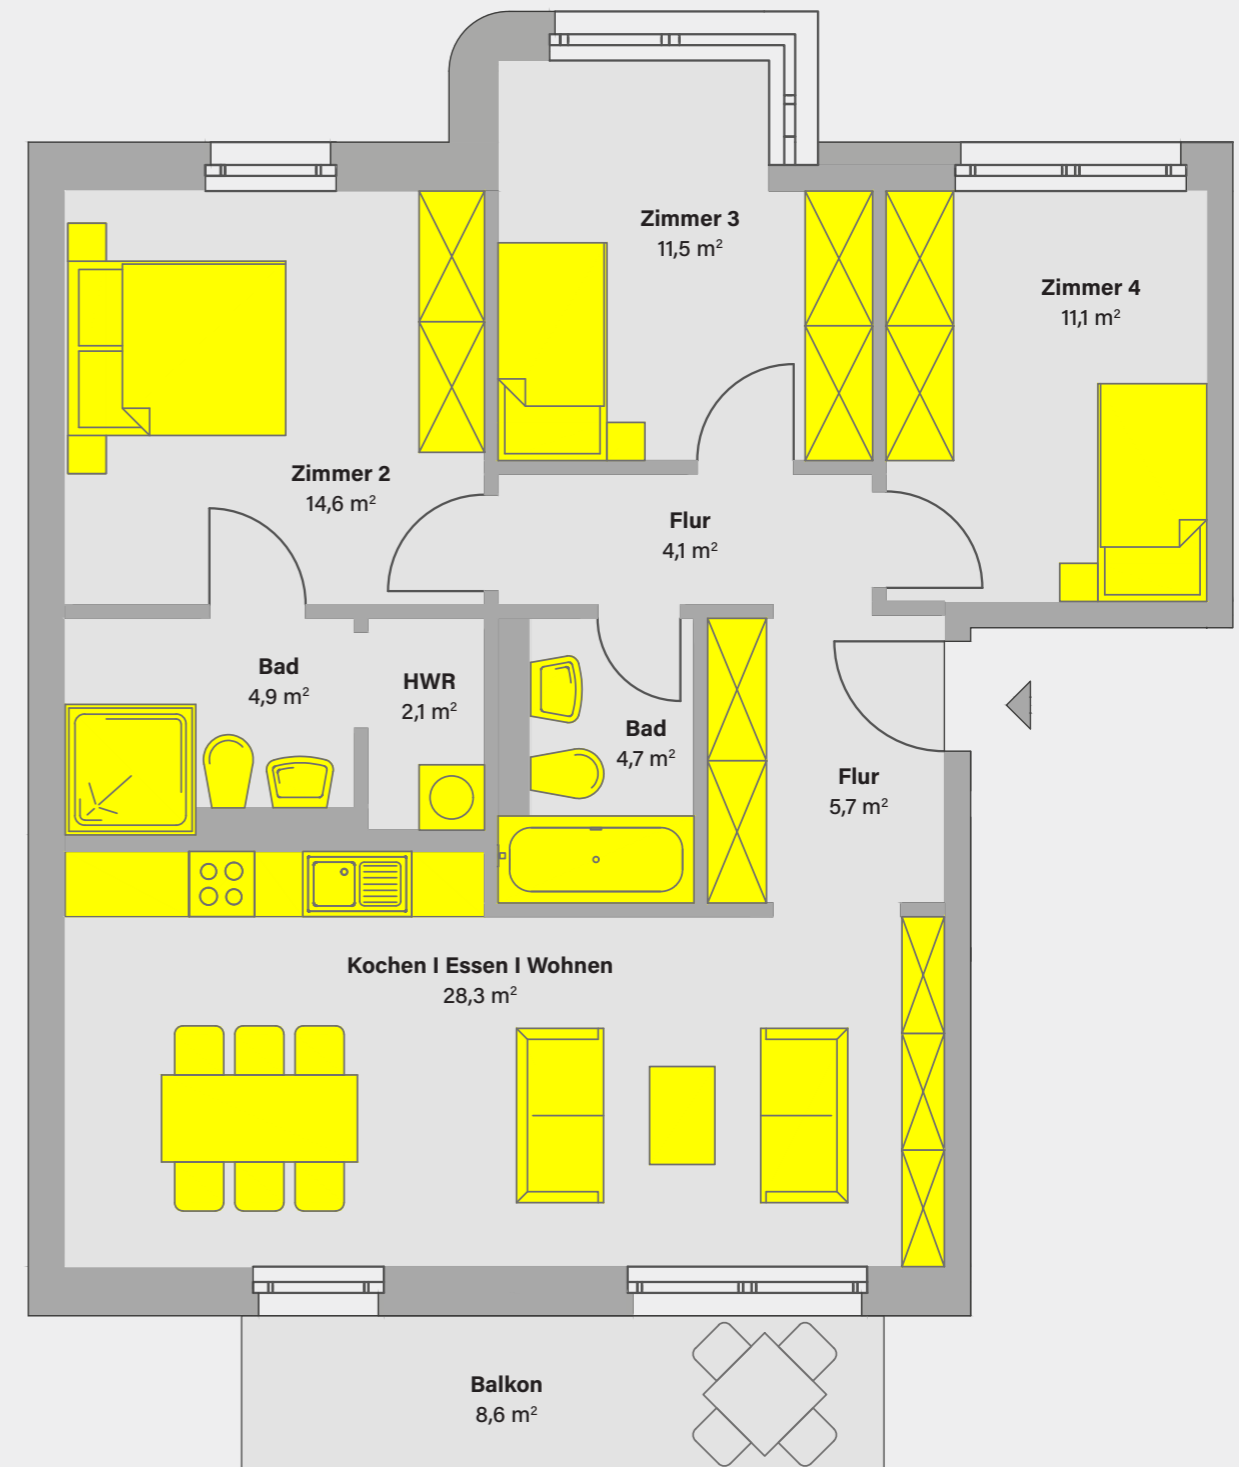 Zimmer 3
11,5 m²
Zimmer 4
11,1 m²
Zimmer 2
14,6 m²
Flur
4,1 m²
Bad
4,9 m²
HWR
2,1 m²
Bad
4,7 m²
Flur
5,7 m²
Kochen I Essen I Wohnen
28,3 m²
Balkon
8,6 m²